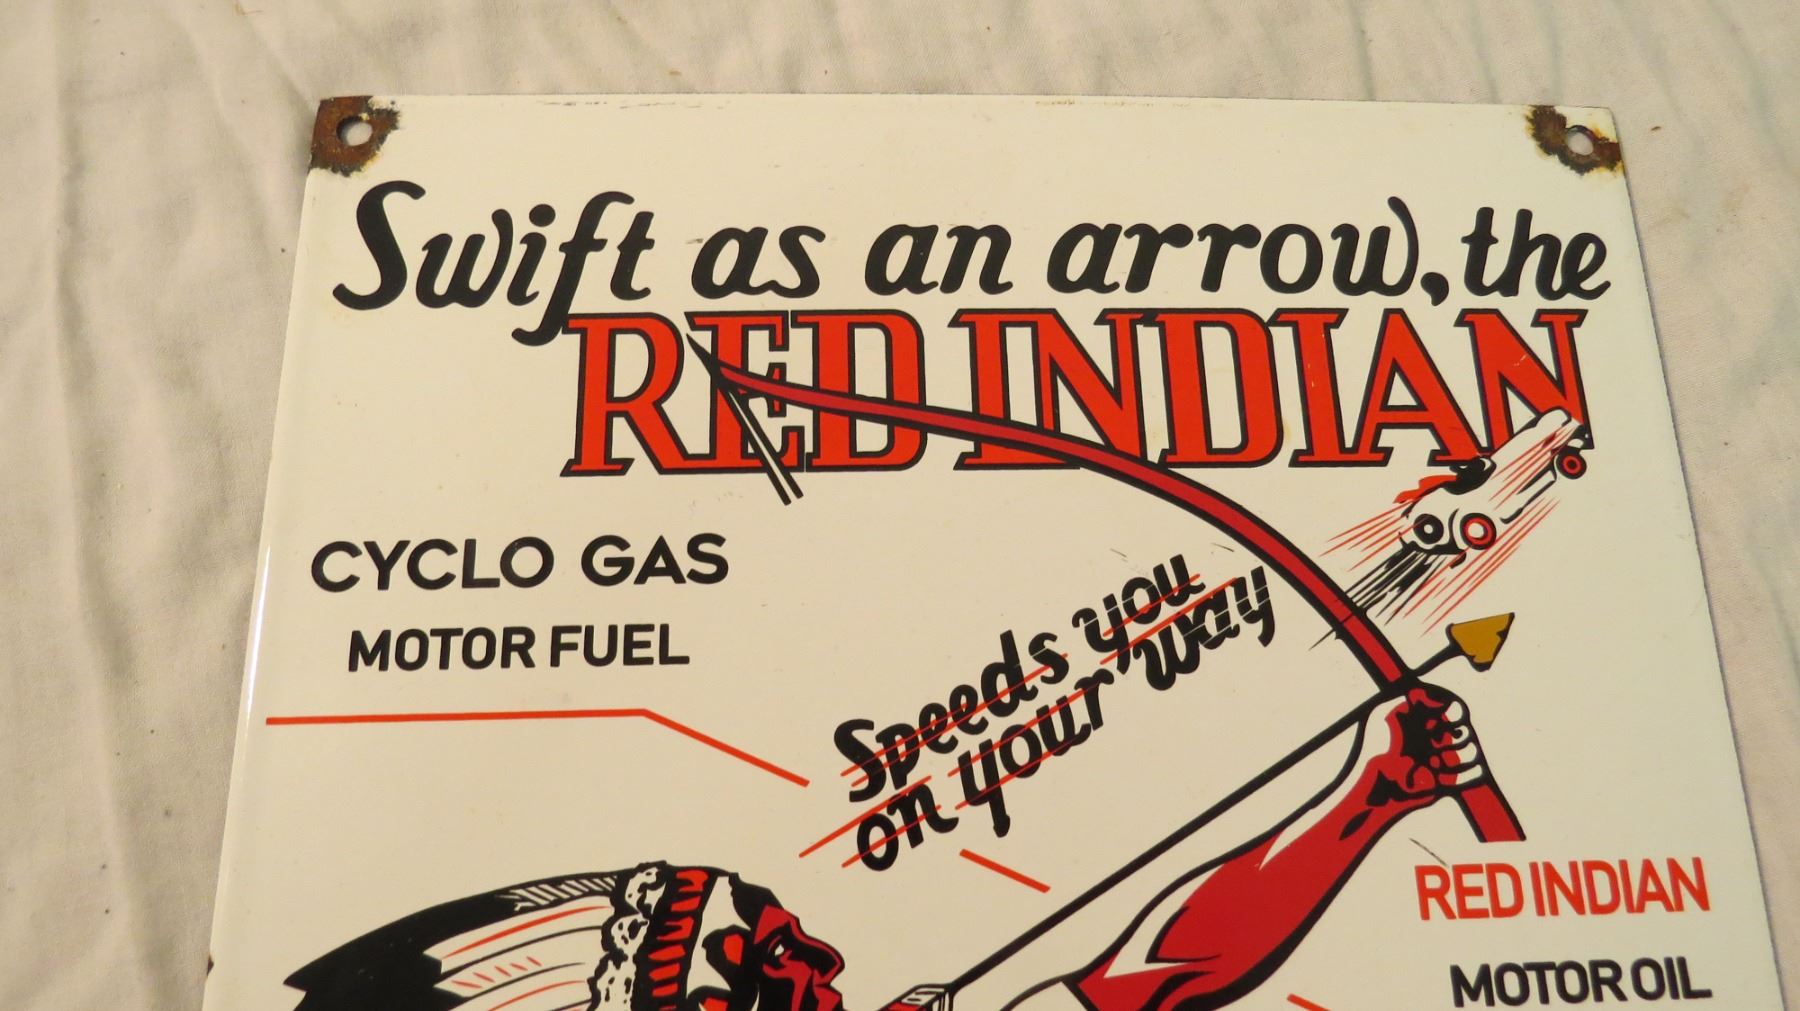 Swift as an arrow, the
RED INDIAN
CYCLO GAS
MOTOR FUEL
Speeds you
on your way
RED INDIAN
MOTOR OIL